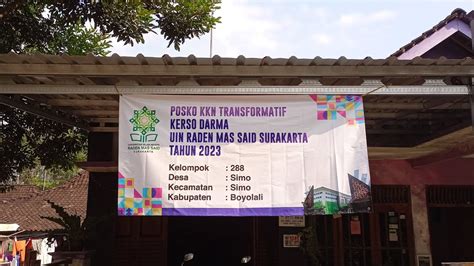 POSKO KKN TRANSFORMATIF
KERSO DARMA
UIN RADEN MAS SAID SURAKARTA
TAHUN 2023
Kelompok : 288
Desa : Simo
Kecamatan : Simo
Kabupaten : Boyolali
RADEN MAS SAID
SURAKARTA